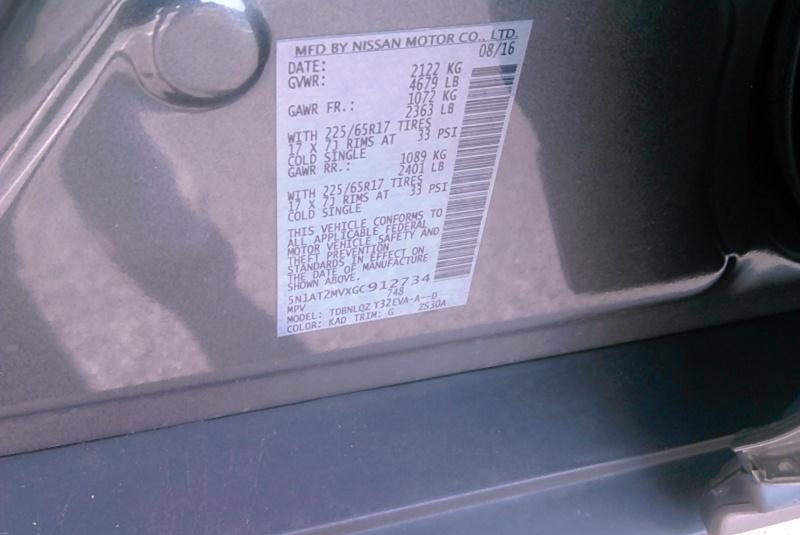 MFD BY NISSAN MOTOR CO., LTD.
DATE: 08/16
GVWR: 2122 KG
4679 LB
GAWR FR.: 1072 KG
2363 LB
WITH 225/65R17 TIRES
17 X 7J RIMS AT 33 PSI
COLD SINGLE
GAWR RR.: 1089 KG
2401 LB
WITH 225/65R17 TIRES
17 X 7J RIMS AT 33 PSI
COLD SINGLE
THIS VEHICLE CONFORMS TO
ALL APPLICABLE FEDERAL
MOTOR VEHICLE SAFETY AND
THEFT PREVENTION
STANDARDS IN EFFECT ON
THE DATE OF MANUFACTURE
SHOWN ABOVE.
5N1AT2MVXGC912734
MPV 748
MODEL: TDBNLQZ T32EVA-A--D
COLOR: KAD TRIM: G 2S30A